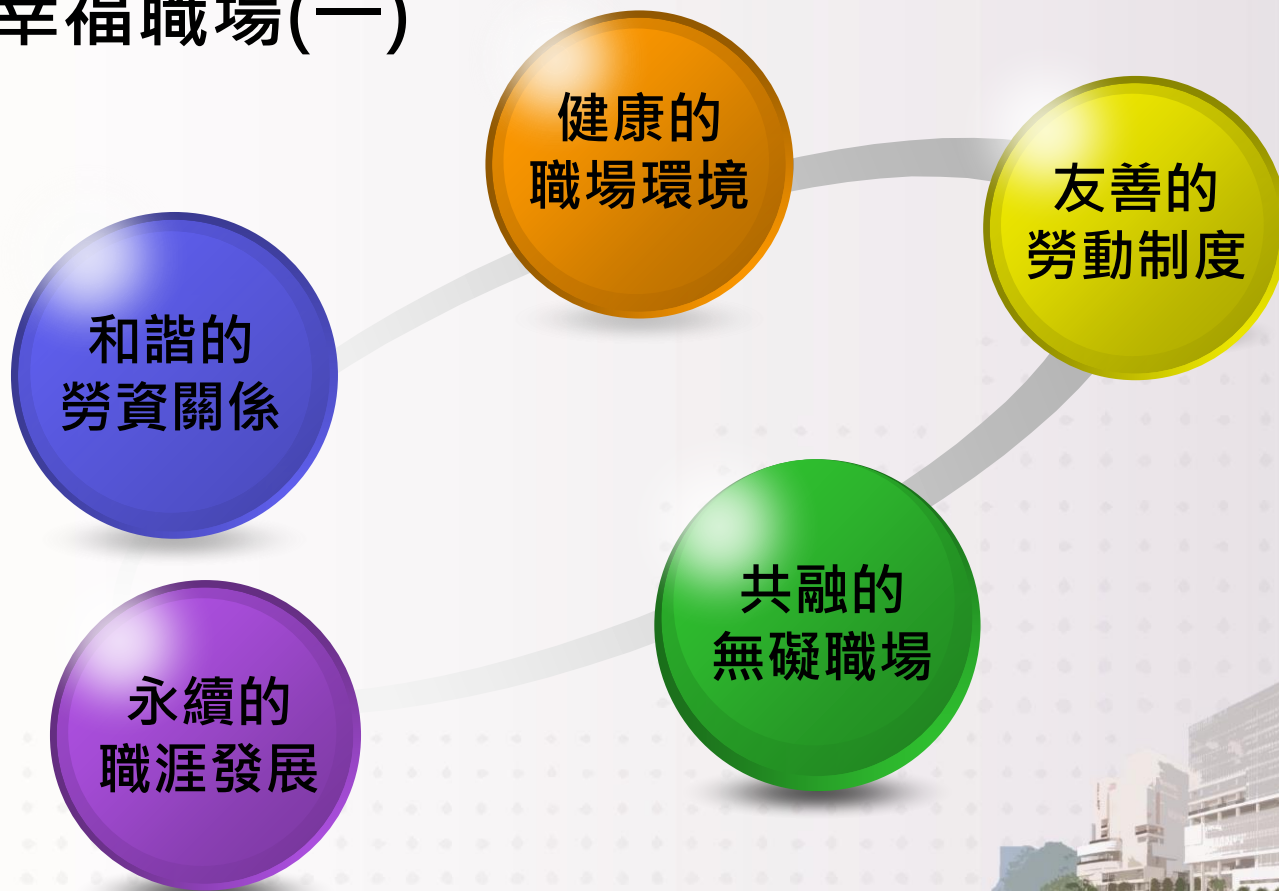 幸福職場(一)
健康的
職場環境
友善的
勞動制度
和諧的
勞資關係
共融的
無礙職場
永續的
職涯發展